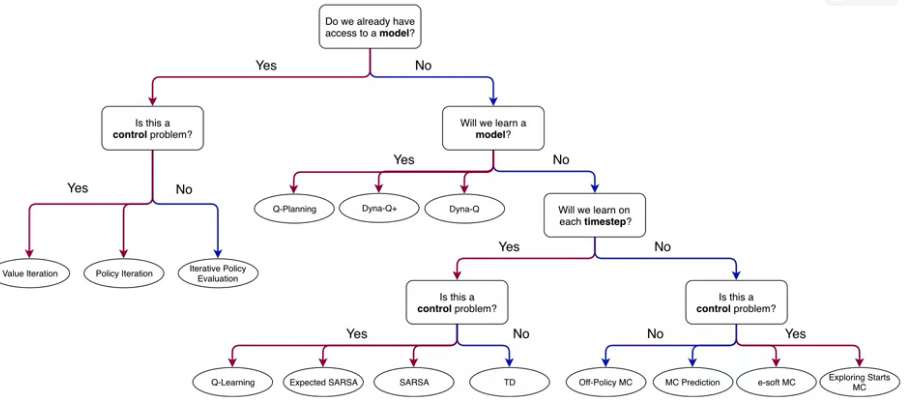 Do we already have
access to a model?
Yes
No
Is this a
control problem?
Will we learn a
model?
Yes
No
Yes
No
Q-Planning
Dyna-Q+
Dyna-Q
Will we learn on
each timestep?
Yes
No
Value Iteration
Policy Iteration
Iterative Policy
Evaluation
Is this a
control problem?
Is this a
control problem?
Yes
No
No
Yes
Q-Learning
Expected SARSA
SARSA
TD
Off-Policy MC
MC Prediction
e-soft MC
Exploring Starts
MC